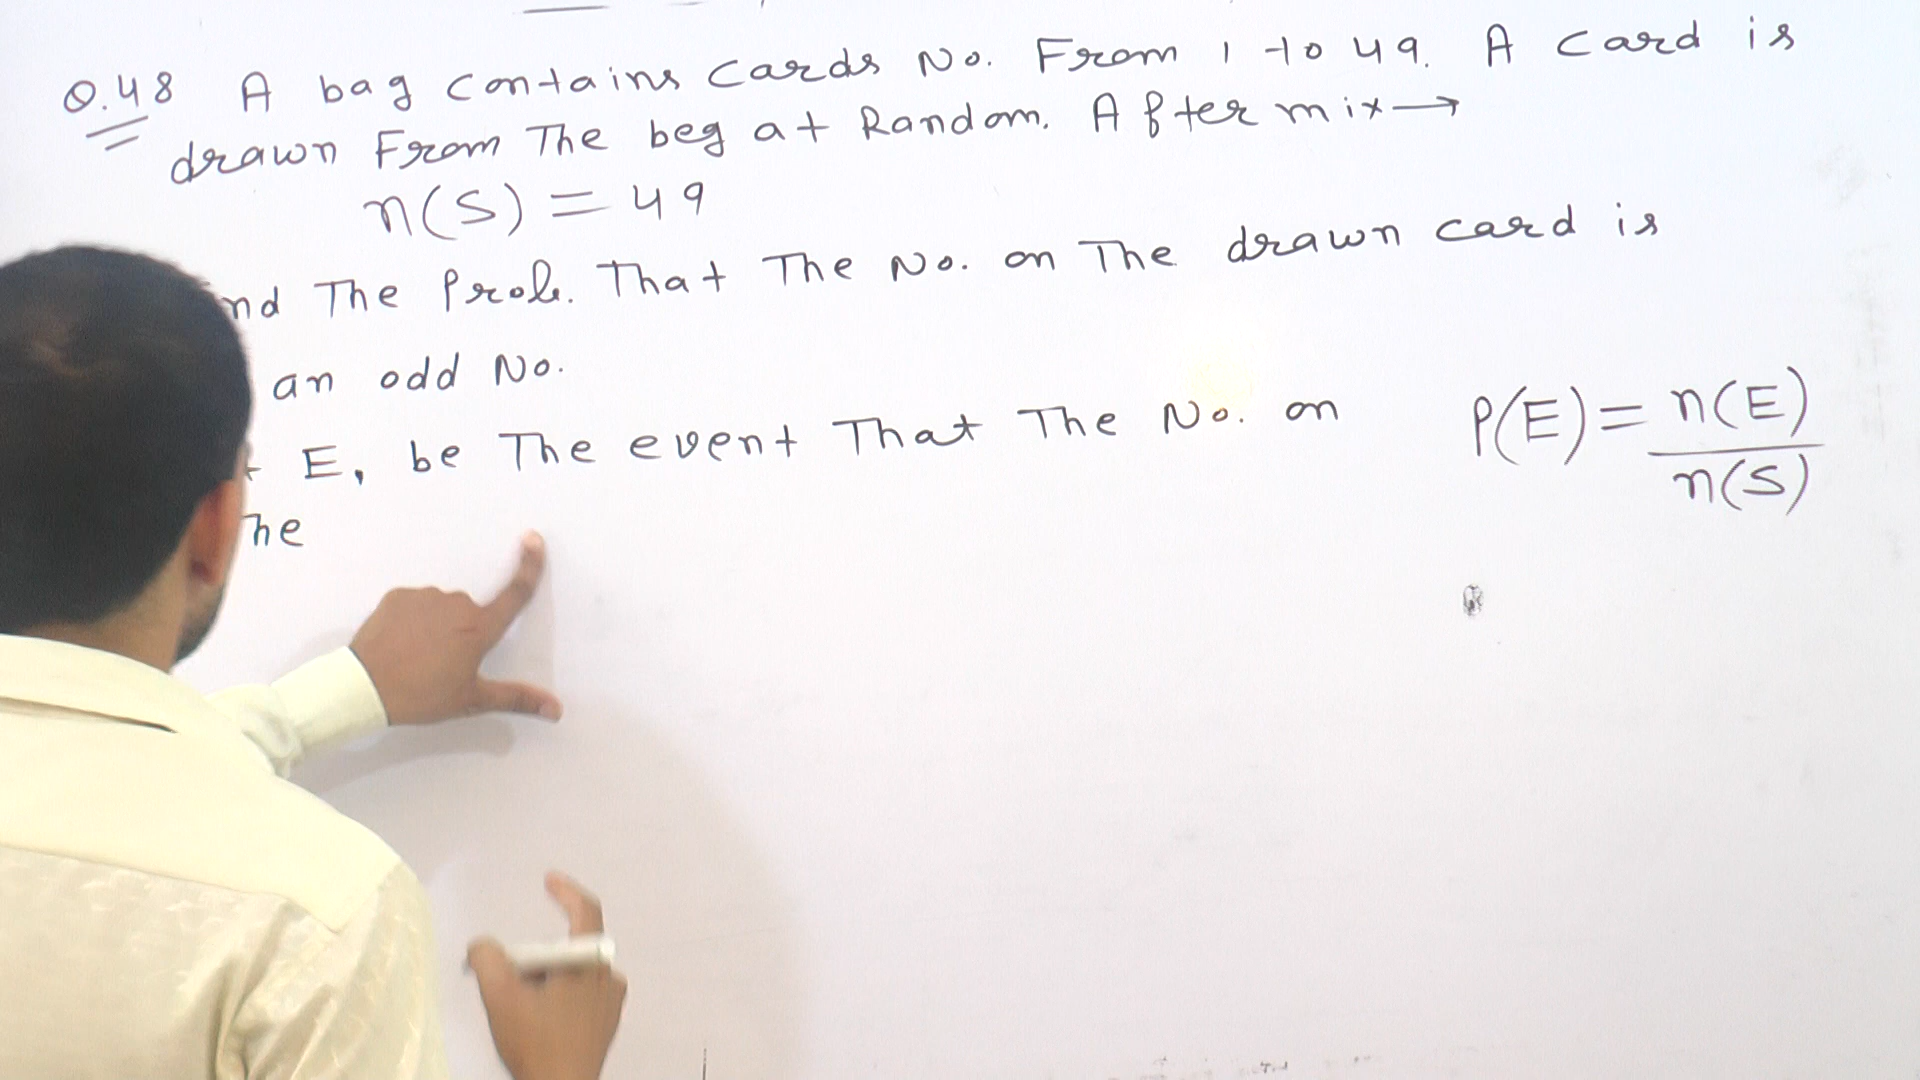 Q.48 A bag contains cards No. From 1 to 49. A card is
drawn From The beg at Random. After mix→
n(S) = 49
nd The Prob. That The No. on The drawn card is
an odd No.
E, be The event That The No. on
he
P(E) = n(E)
n(S)